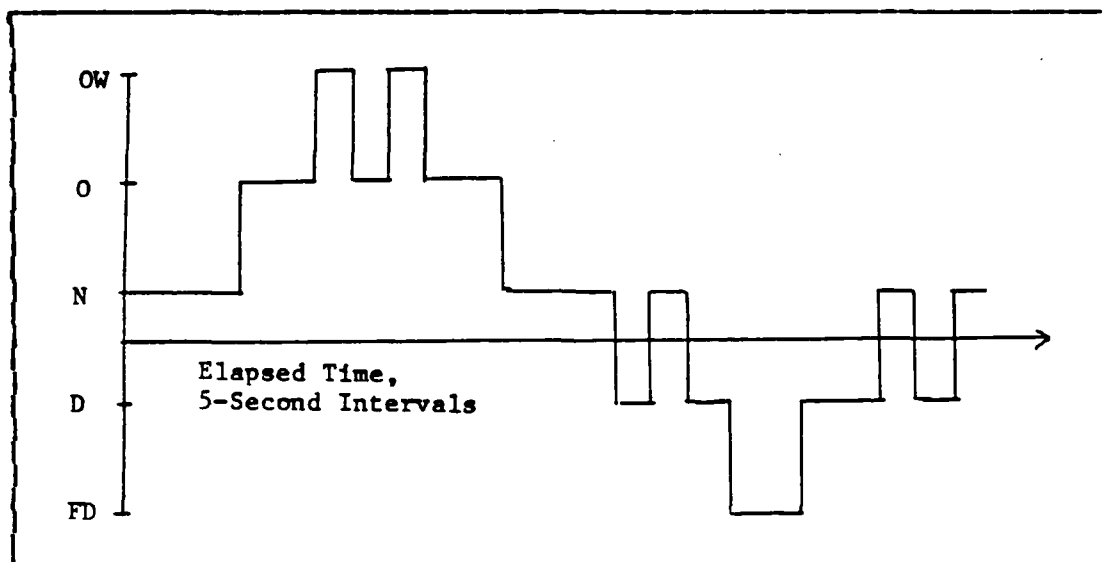 OW
O
N
Elapsed Time,
5-Second Intervals
D
FD